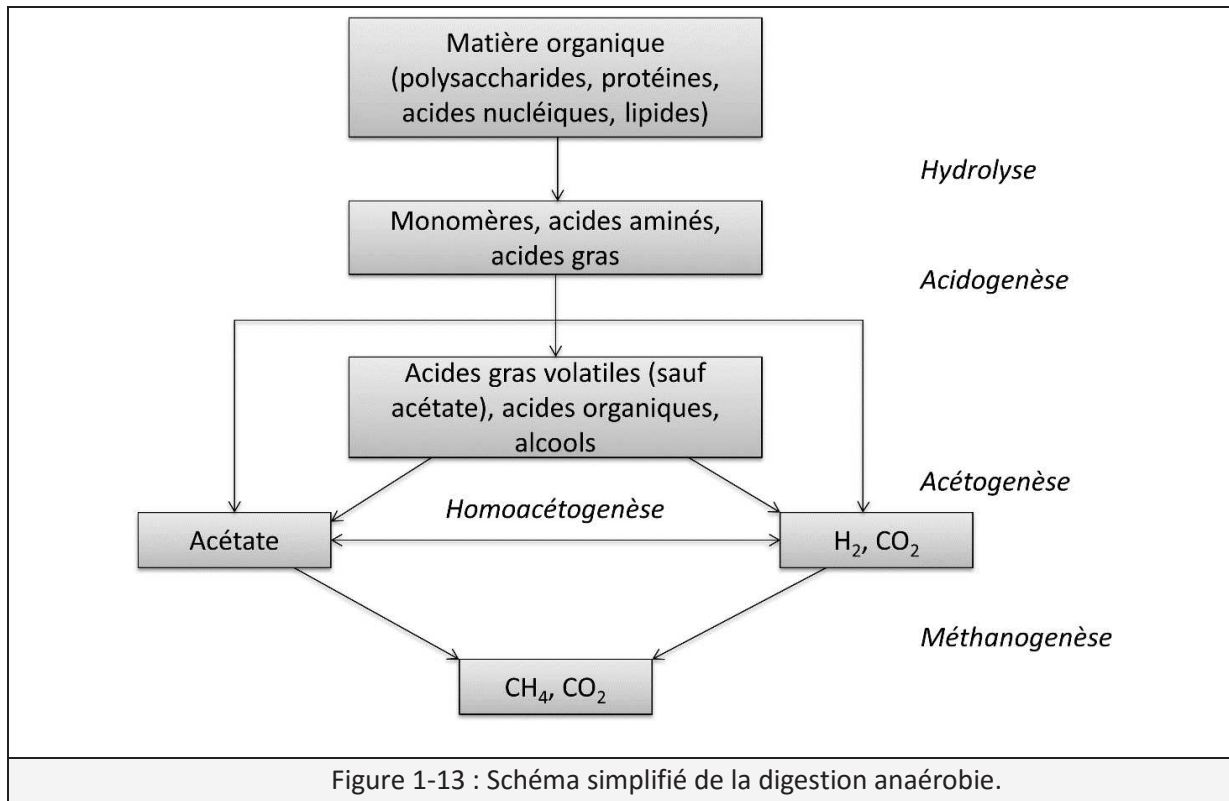 Matière organique
(polysaccharides, protéines,
acides nucléiques, lipides)
Hydrolyse
Monomères, acides aminés,
acides gras
Acidogenèse
Acides gras volatiles (sauf
acétate), acides organiques,
alcools
Acétogenèse
Homoacétogenèse
Acétate
H₂, CO₂
Méthanogenèse
CH₄, CO₂
Figure 1-13 : Schéma simplifié de la digestion anaérobie.